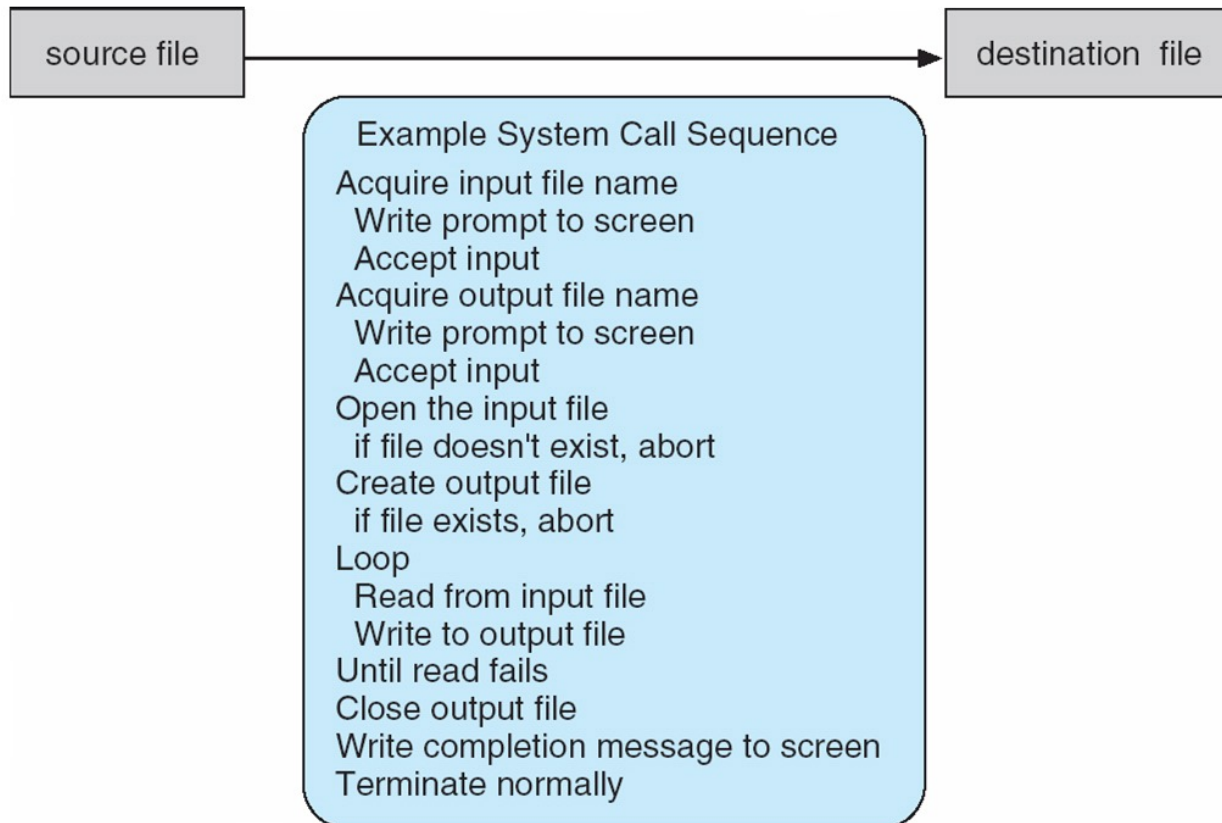 source file
destination file
Example System Call Sequence
Acquire input file name
Write prompt to screen
Accept input
Acquire output file name
Write prompt to screen
Accept input
Open the input file
if file doesn't exist, abort
Create output file
if file exists, abort
Loop
Read from input file
Write to output file
Until read fails
Close output file
Write completion message to screen
Terminate normally